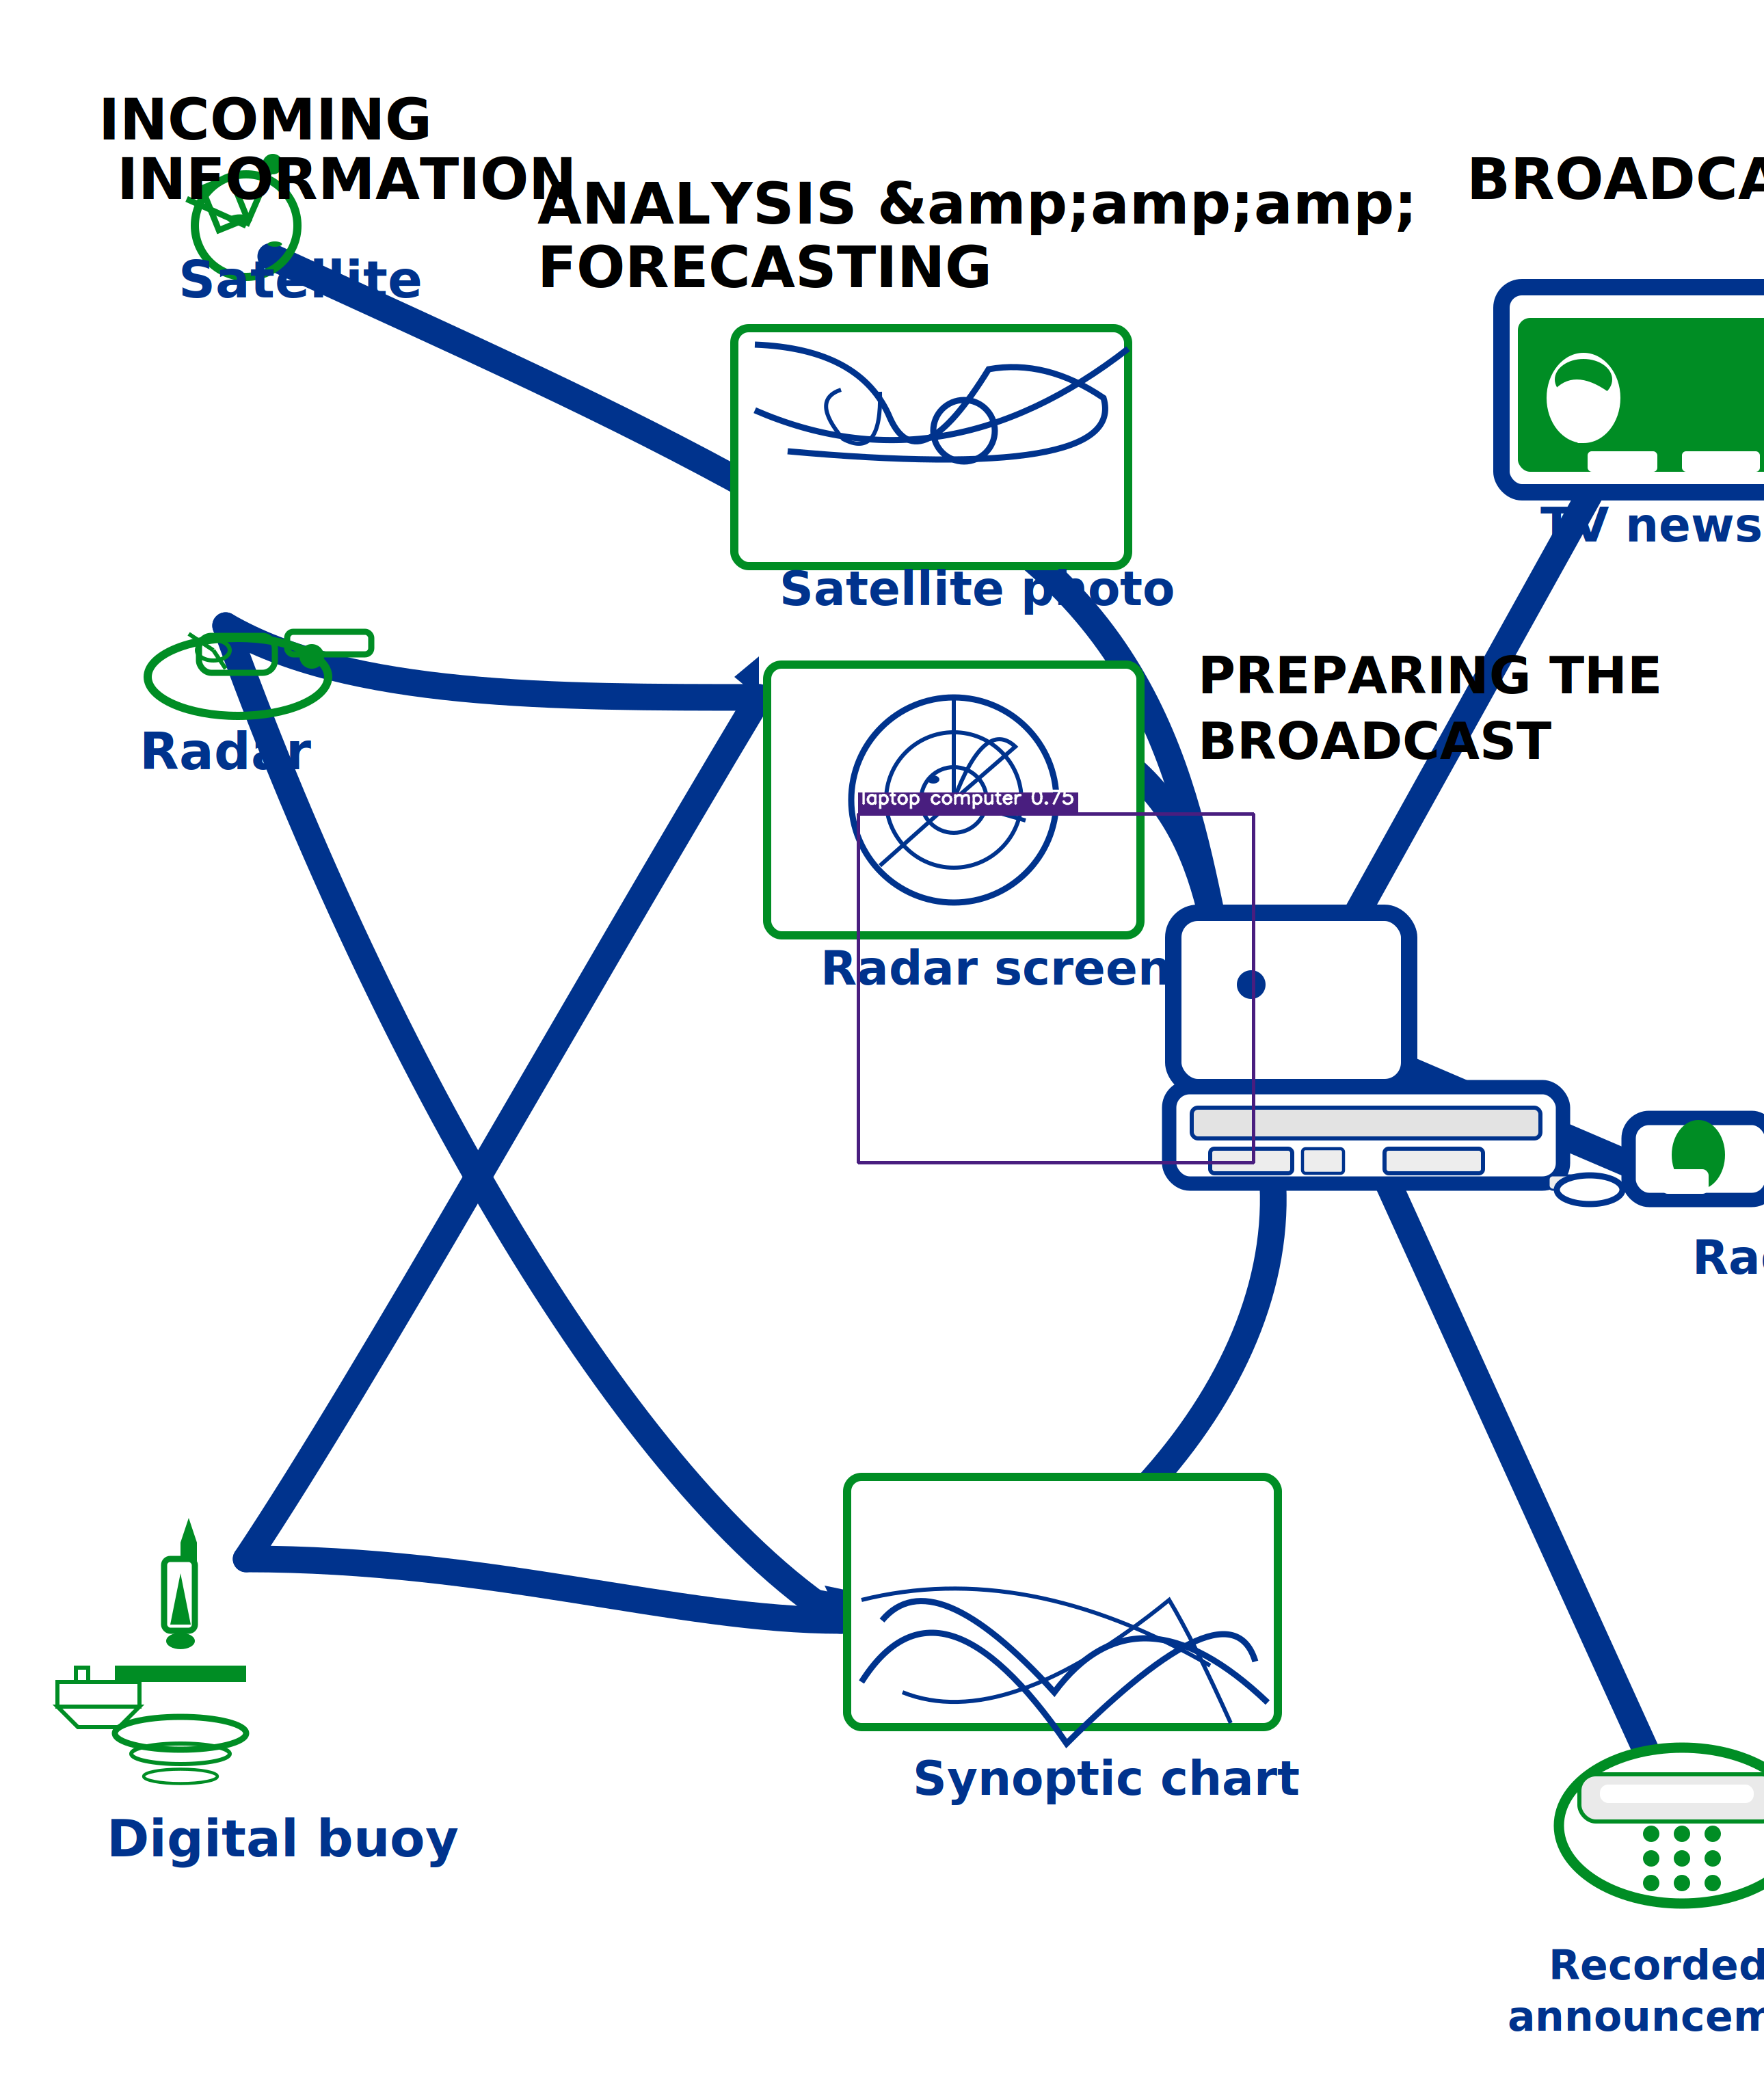 INCOMING
INFORMATION
ANALYSIS &amp;amp;amp;
FORECASTING
BROADCA
Satellite
TV news
Satellite photo
PREPARING THE
BROADCAST
Radar
laptop computer 0.75
Radar screen
Rad
Synoptic chart
Digital buoy
Recorded
announcem